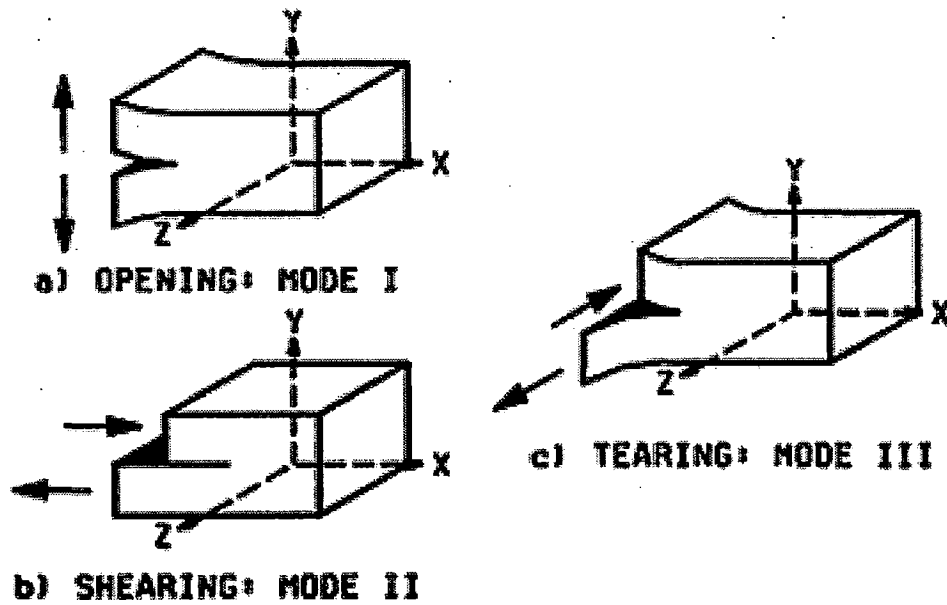 Y
X
Z
a) OPENING: MODE I
Y
X
Z
b) SHEARING: MODE II
Y
X
Z
c) TEARING: MODE III